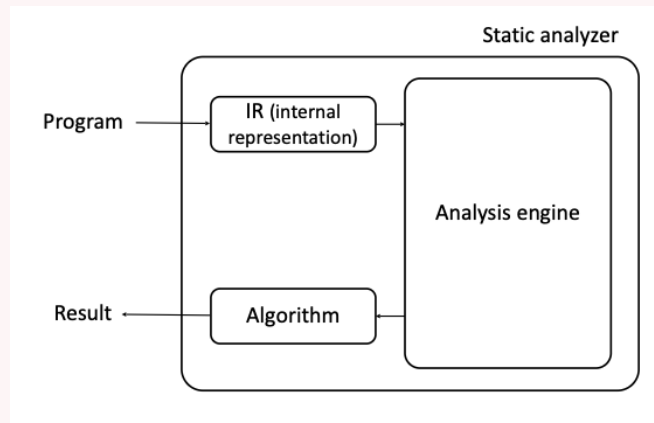 Static analyzer
Program
IR (internal
representation)
Analysis engine
Result
Algorithm